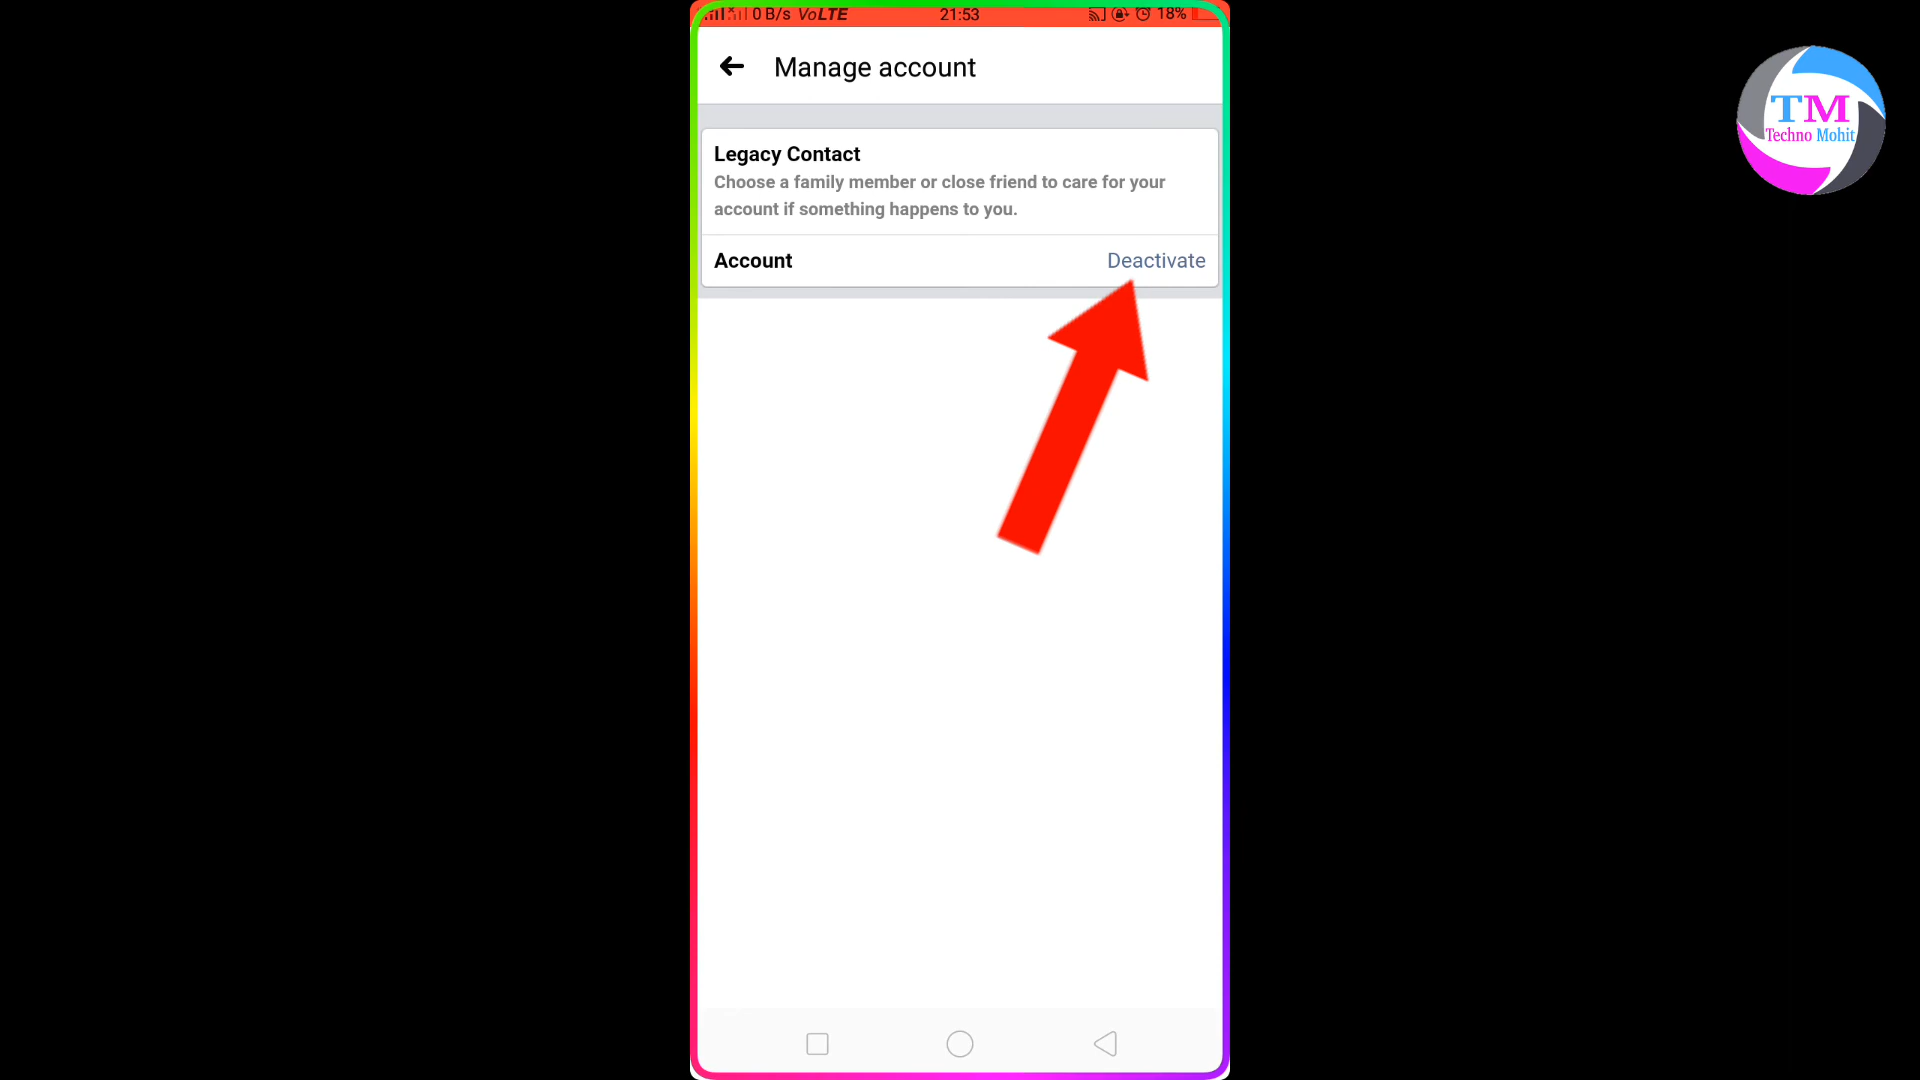 0 B/s VoLTE 21:53 18%
Manage account
Legacy Contact
Choose a family member or close friend to care for your
account if something happens to you.
Account Deactivate
TM
Techno Mohit